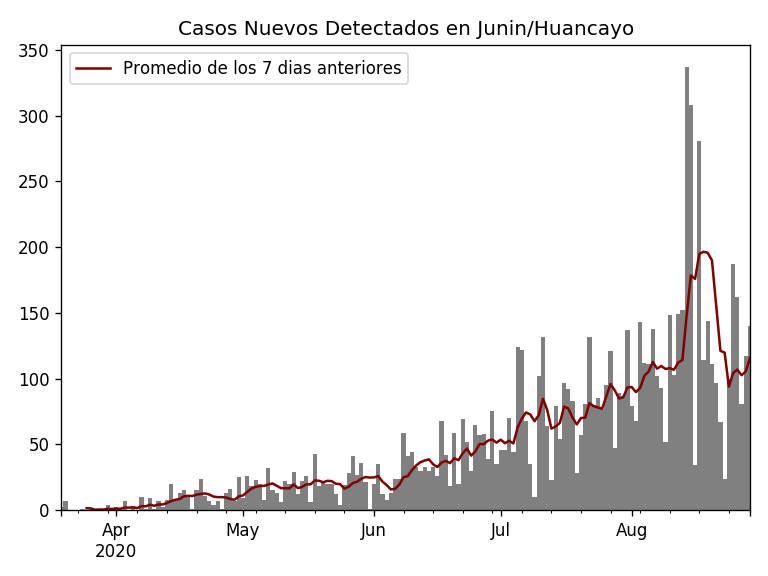 Casos Nuevos Detectados en Junin/Huancayo
Promedio de los 7 dias anteriores
350
300
250
200
150
100
50
0
Apr
May
Jun
Jul
Aug
2020